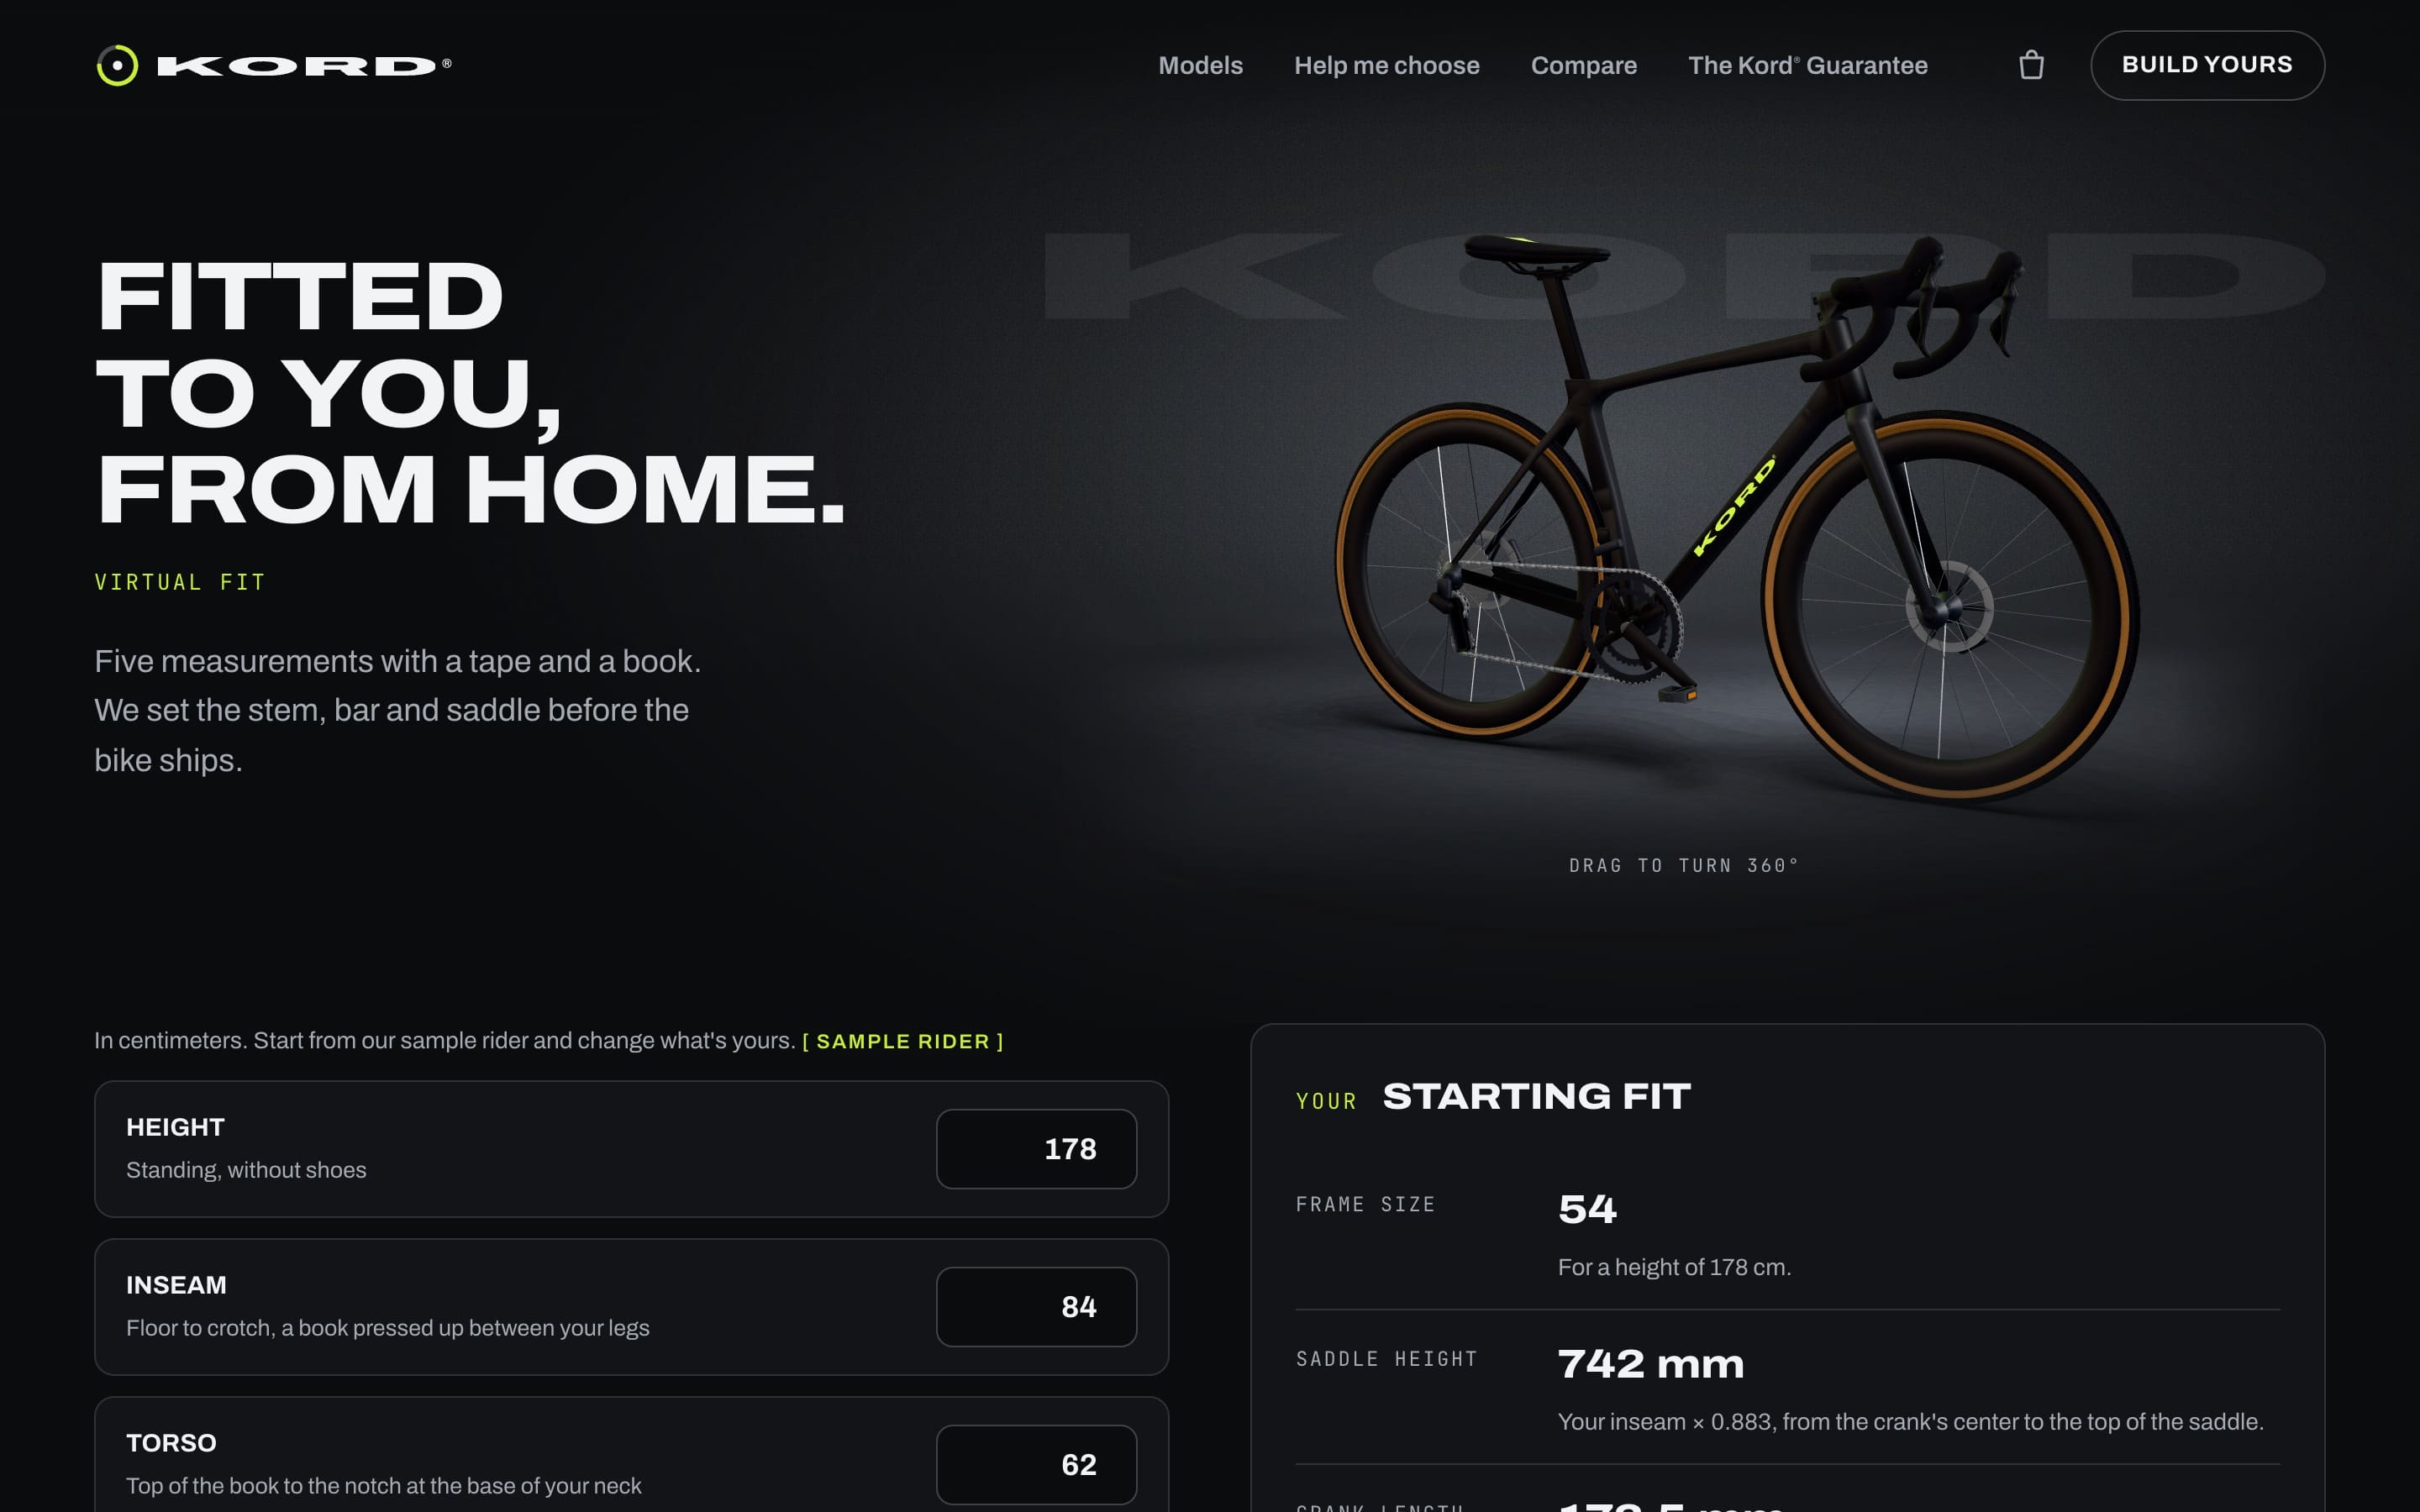 KORD®
Models
Help me choose
Compare
The Kord® Guarantee
BUILD YOURS
KORD
FITTED
TO YOU,
FROM HOME.
KORD
VIRTUAL FIT
Five measurements with a tape and a book.
We set the stem, bar and saddle before the
bike ships.
DRAG TO TURN 360°
In centimeters. Start from our sample rider and change what's yours. [ SAMPLE RIDER ]
HEIGHT
Standing, without shoes
178
INSEAM
Floor to crotch, a book pressed up between your legs
84
TORSO
Top of the book to the notch at the base of your neck
62
YOUR STARTING FIT
FRAME SIZE
54
For a height of 178 cm.
SADDLE HEIGHT
742 mm
Your inseam × 0.883, from the crank's center to the top of the saddle.